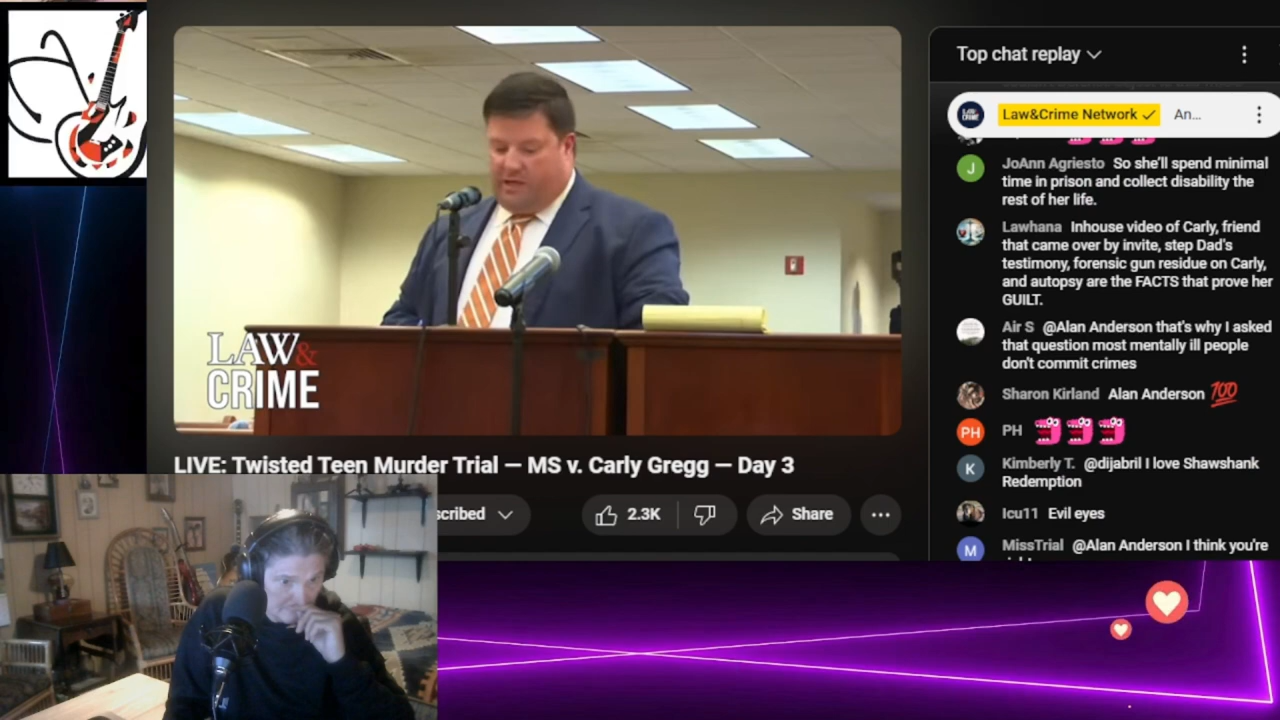 Top chat replay
Law&Crime Network An...
JoAnn Agriesto So she'll spend minimal
time in prison and collect disability the
rest of her life.
Lawhana Inhouse video of Carly, friend
that came over by invite, step Dad's
testimony, forensic gun residue on Carly,
and autopsy are the FACTS that prove her
GUILT.
Air S @Alan Anderson that's why I asked
that question most mentally ill people
don't commit crimes
Sharon Kirland Alan Anderson 100
PH PH
K Kimberly T. @dijabril I love Shawshank
Redemption
Icu11 Evil eyes
M MissTrial @Alan Anderson I think you're
J
LAW&
CRIME
LIVE: Twisted Teen Murder Trial — MS v. Carly Gregg — Day 3
scribed
2.3K
Share